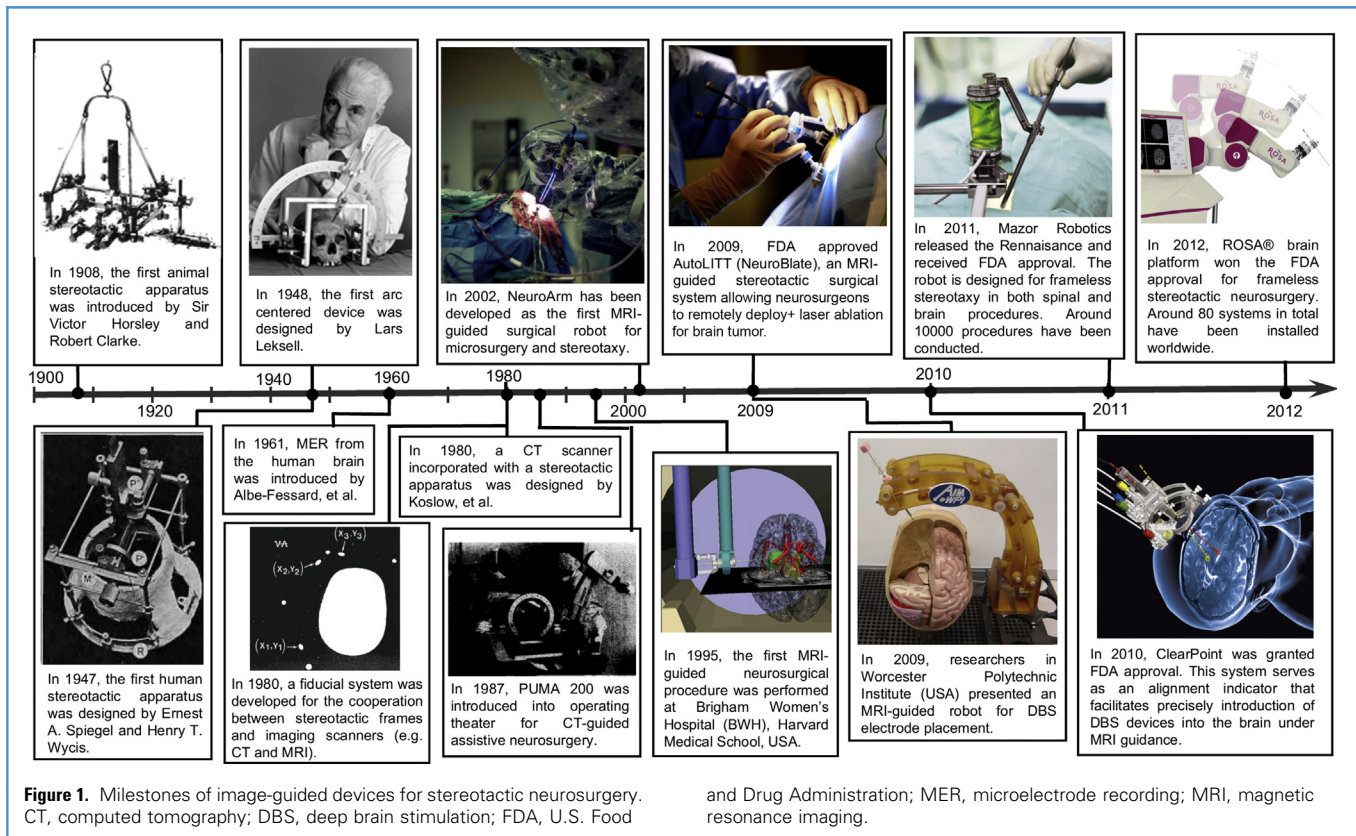 In 1908, the first animal
stereotactic apparatus
was introduced by Sir
Victor Horsley and
Robert Clarke.
In 1948, the first arc
centered device was
designed by Lars
Leksell.
In 2002, NeuroArm has been
developed as the first MRI-
guided surgical robot for
microsurgery and stereotaxy.
In 2009, FDA approved
AutoLITT (NeuroBlate), an MRI-
guided stereotactic surgical
system allowing neurosurgeons
to remotely deploy+ laser ablation
for brain tumor.
In 2011, Mazor Robotics
released the Rennaisance and
received FDA approval. The
robot is designed for frameless
stereotaxy in both spinal and
brain procedures. Around
10000 procedures have been
conducted.
ROSA
ROSA
ROSA
In 2012, ROSA® brain
platform won the FDA
approval for frameless
stereotactic neurosurgery.
Around 80 systems in total
have been installed
worldwide.
1900
1920
1940
1960
1980
2000
2009
2010
2011
2012
P
H
P
M
R
In 1947, the first human
stereotactic apparatus
was designed by Ernest
A. Spiegel and Henry T.
Wycis.
In 1961, MER from
the human brain
was introduced by
Albe-Fessard, et al.
VA
(X3,Y3)
(X2,Y2)
(X1,Y1)
In 1980, a fiducial system was
developed for the cooperation
between stereotactic frames
and imaging scanners (e.g.
CT and MRI).
In 1980, a CT scanner
incorporated with a stereotactic
apparatus was designed by
Koslow, et al.
In 1987, PUMA 200 was
introduced into operating
theater for CT-guided
assistive neurosurgery.
In 1995, the first MRI-
guided neurosurgical
procedure was performed
at Brigham Women's
Hospital (BWH), Harvard
Medical School, USA.
AIM
WPI
In 2009, researchers in
Worcester Polytechnic
Institute (USA) presented an
MRI-guided robot for DBS
electrode placement.
In 2010, ClearPoint was granted
FDA approval. This system serves
as an alignment indicator that
facilitates precisely introduction of
DBS devices into the brain under
MRI guidance.
Figure 1. Milestones of image-guided devices for stereotactic neurosurgery.
CT, computed tomography; DBS, deep brain stimulation; FDA, U.S. Food
and Drug Administration; MER, microelectrode recording; MRI, magnetic
resonance imaging.